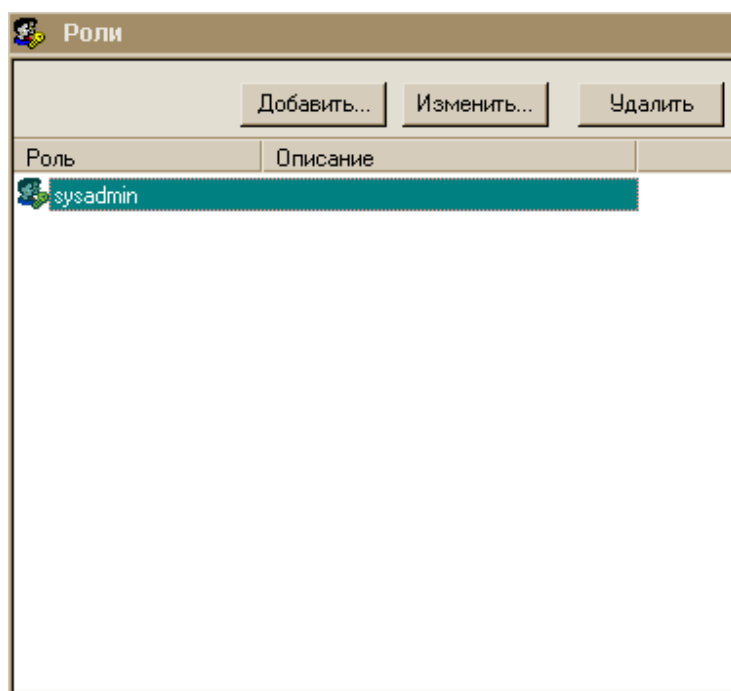 Роли
Добавить... Изменить... Удалить
Роль Описание
sysadmin